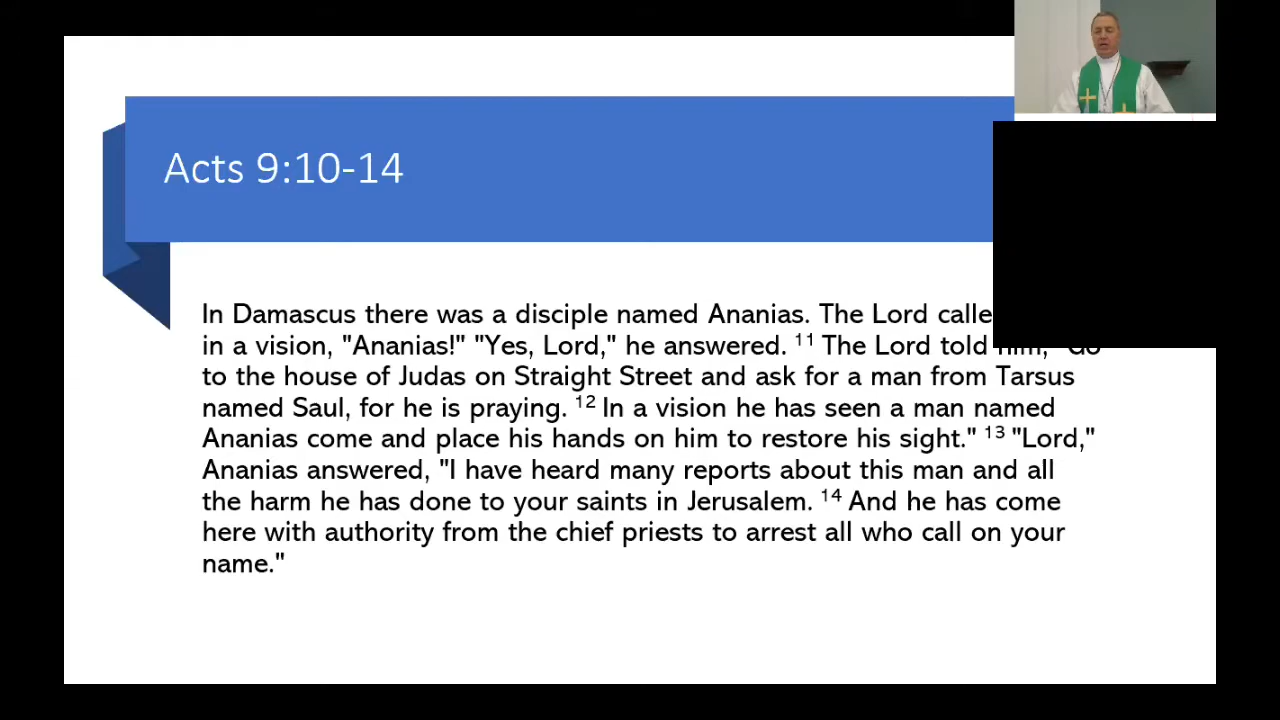 Acts 9:10-14
In Damascus there was a disciple named Ananias. The Lord calle
in a vision, "Ananias!" "Yes, Lord," he answered. 11 The Lord told him, "Go
to the house of Judas on Straight Street and ask for a man from Tarsus
named Saul, for he is praying. 12 In a vision he has seen a man named
Ananias come and place his hands on him to restore his sight." 13 "Lord,"
Ananias answered, "I have heard many reports about this man and all
the harm he has done to your saints in Jerusalem. 14 And he has come
here with authority from the chief priests to arrest all who call on your
name."